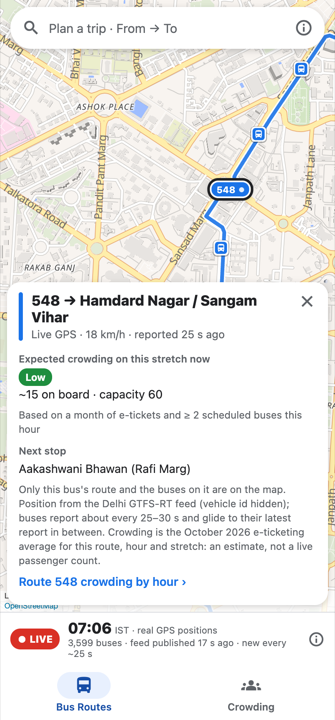 Plan a trip · From → To
Marg
Bhai V
Marg
ASHOK PLACE
Pandit Pant Marg
Janpath Lane
Talkatora Road
548
Sansad Marg
RAKAB GANJ
548 → Hamdard Nagar / Sangam
Vihar
Live GPS · 18 km/h · reported 25 s ago
Expected crowding on this stretch now
Low
~15 on board · capacity 60
Based on a month of e-tickets and ≥ 2 scheduled buses this
hour
Next stop
Aakashwani Bhawan (Rafi Marg)
Only this bus's route and the buses on it are on the map.
Position from the Delhi GTFS-RT feed (vehicle id hidden);
buses report about every 25–30 s and glide to their latest
report in between. Crowding is the October 2026 e-ticketing
average for this route, hour and stretch: an estimate, not a live
passenger count.
Route 548 crowding by hour ›
OpenStreetMap
LIVE
07:06 IST · real GPS positions
3,599 buses · feed published 17 s ago · new every
~25 s
Bus Routes
Crowding